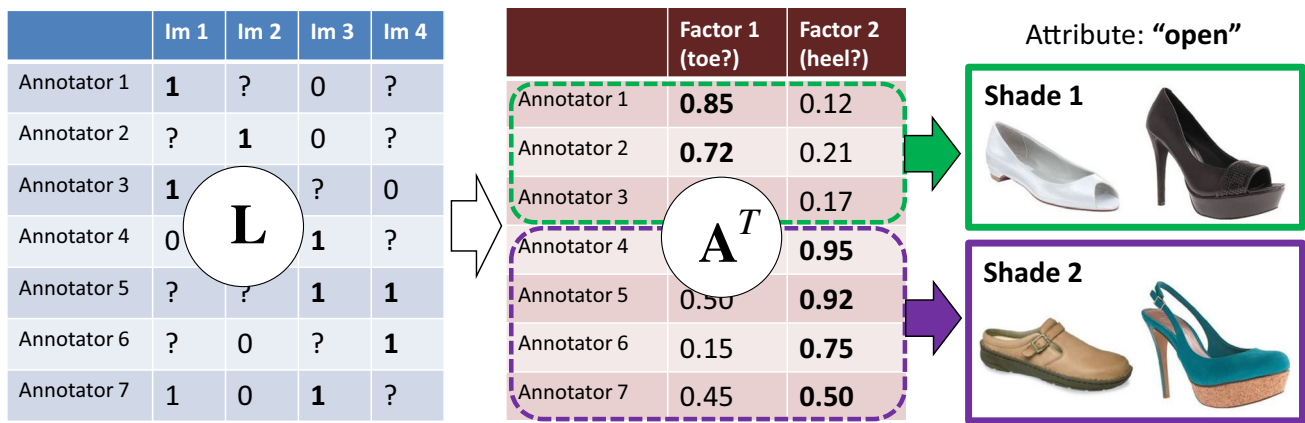 Im 1 Im 2 Im 3 Im 4
Annotator 1 1 ? 0 ?
Annotator 2 ? 1 0 ?
Annotator 3 1 ? 0
Annotator 4 0 1 ?
Annotator 5 ? ? 1 1
Annotator 6 ? 0 ? 1
Annotator 7 1 0 1 ?
L
Factor 1 (toe?) Factor 2 (heel?)
Annotator 1 0.85 0.12
Annotator 2 0.72 0.21
Annotator 3 0.17
Annotator 4 0.95
Annotator 5 0.50 0.92
Annotator 6 0.15 0.75
Annotator 7 0.45 0.50
A^T
Attribute: "open"
Shade 1
Shade 2